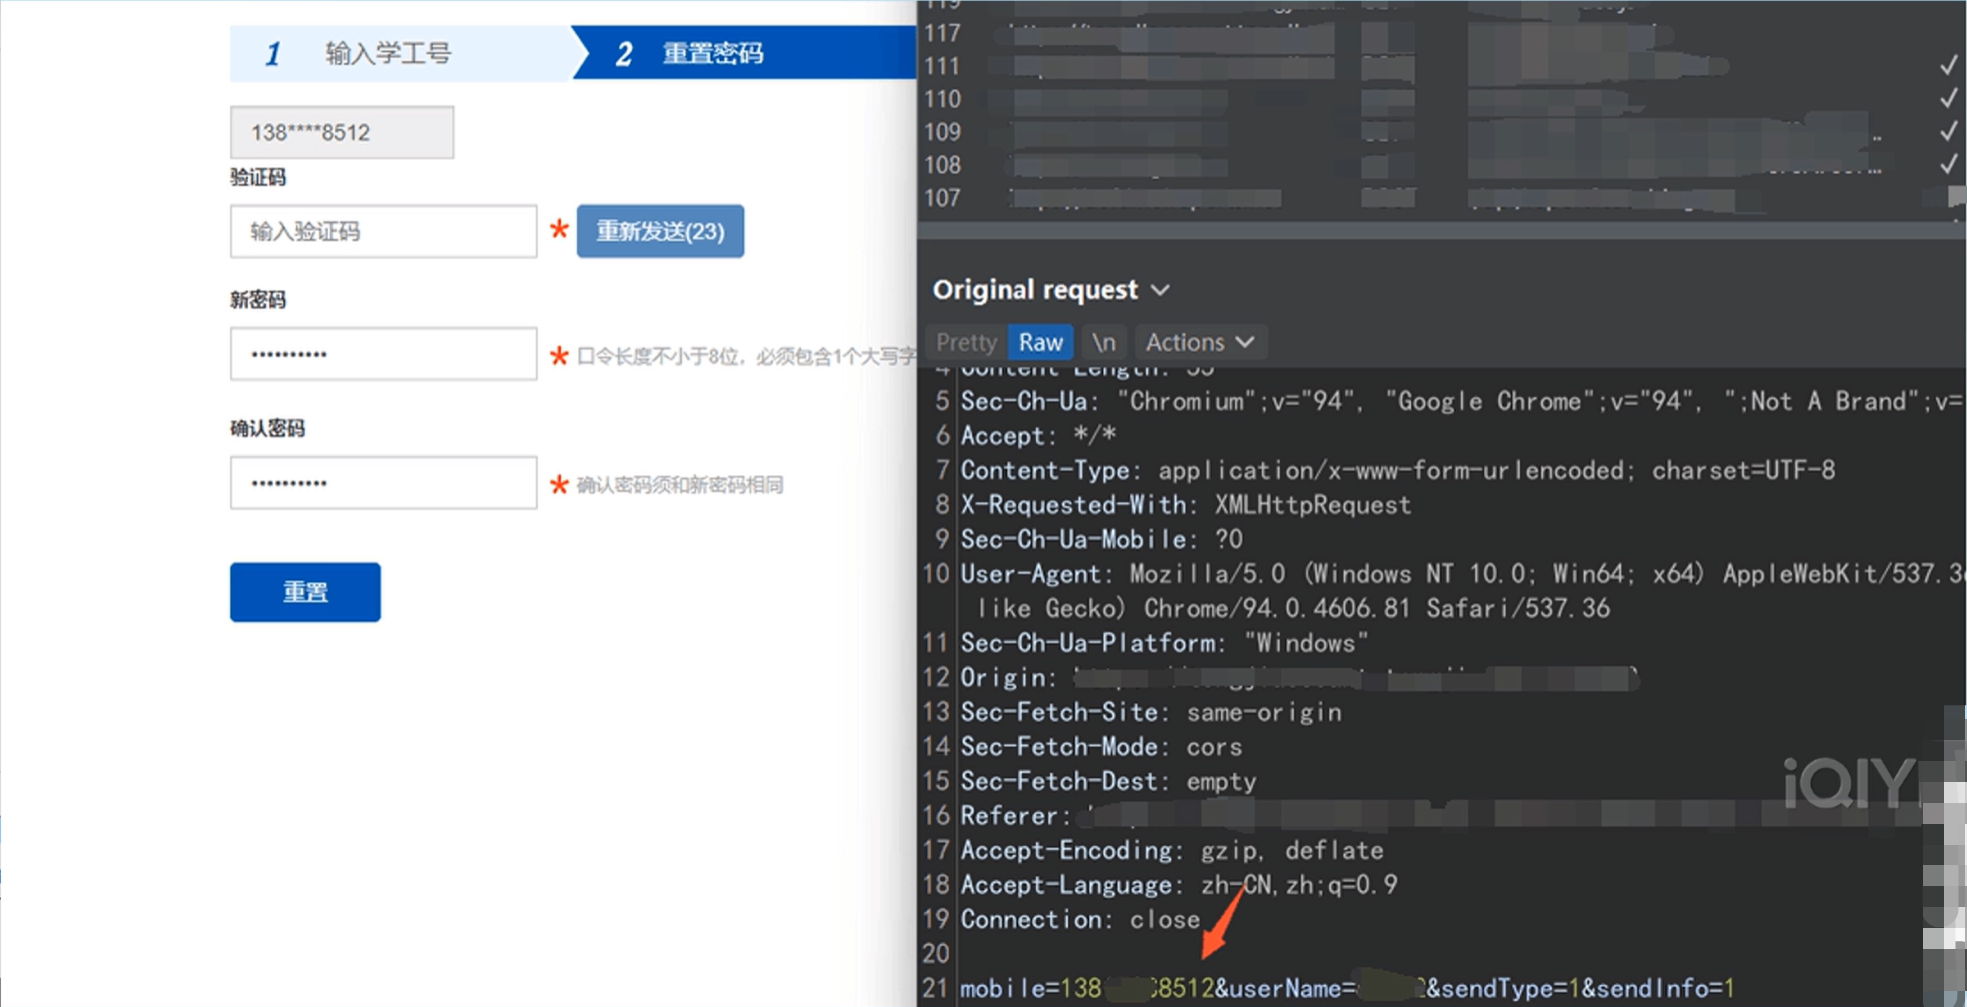 1 输入学工号 2 重置密码
138****8512
验证码
输入验证码 * 重新发送(23)
新密码
•••••••••• * 口令长度不小于8位，必须包含1个大写字
确认密码
•••••••••• * 确认密码须和新密码相同
重置
119
117
111 ✓
110 ✓
109 ✓
108 ✓
107
Original request
Pretty Raw \n Actions
4 Content-Length: 55
5 Sec-Ch-Ua: "Chromium";v="94", "Google Chrome";v="94", ";Not A Brand";v=
6 Accept: */*
7 Content-Type: application/x-www-form-urlencoded; charset=UTF-8
8 X-Requested-With: XMLHttpRequest
9 Sec-Ch-Ua-Mobile: ?0
10 User-Agent: Mozilla/5.0 (Windows NT 10.0; Win64; x64) AppleWebKit/537.36
like Gecko) Chrome/94.0.4606.81 Safari/537.36
11 Sec-Ch-Ua-Platform: "Windows"
12 Origin:
13 Sec-Fetch-Site: same-origin
14 Sec-Fetch-Mode: cors
15 Sec-Fetch-Dest: empty
iQIY
16 Referer:
17 Accept-Encoding: gzip, deflate
18 Accept-Language: zh-CN,zh;q=0.9
19 Connection: close
20
21 mobile=138 8512&userName= &sendType=1&sendInfo=1